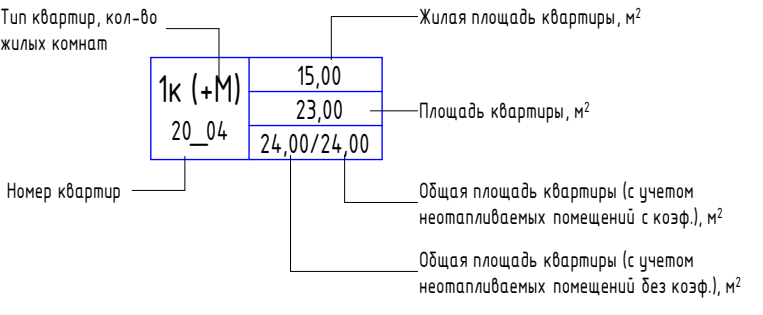 Тип квартир, кол-во
жилых комнат
Жилая площадь квартиры, м²
1к (+М)
20__04
15,00
23,00
24,00/24,00
Площадь квартиры, м²
Номер квартир
Общая площадь квартиры (с учетом
неотапливаемых помещений с коэф.), м²
Общая площадь квартиры (с учетом
неотапливаемых помещений без коэф.), м²